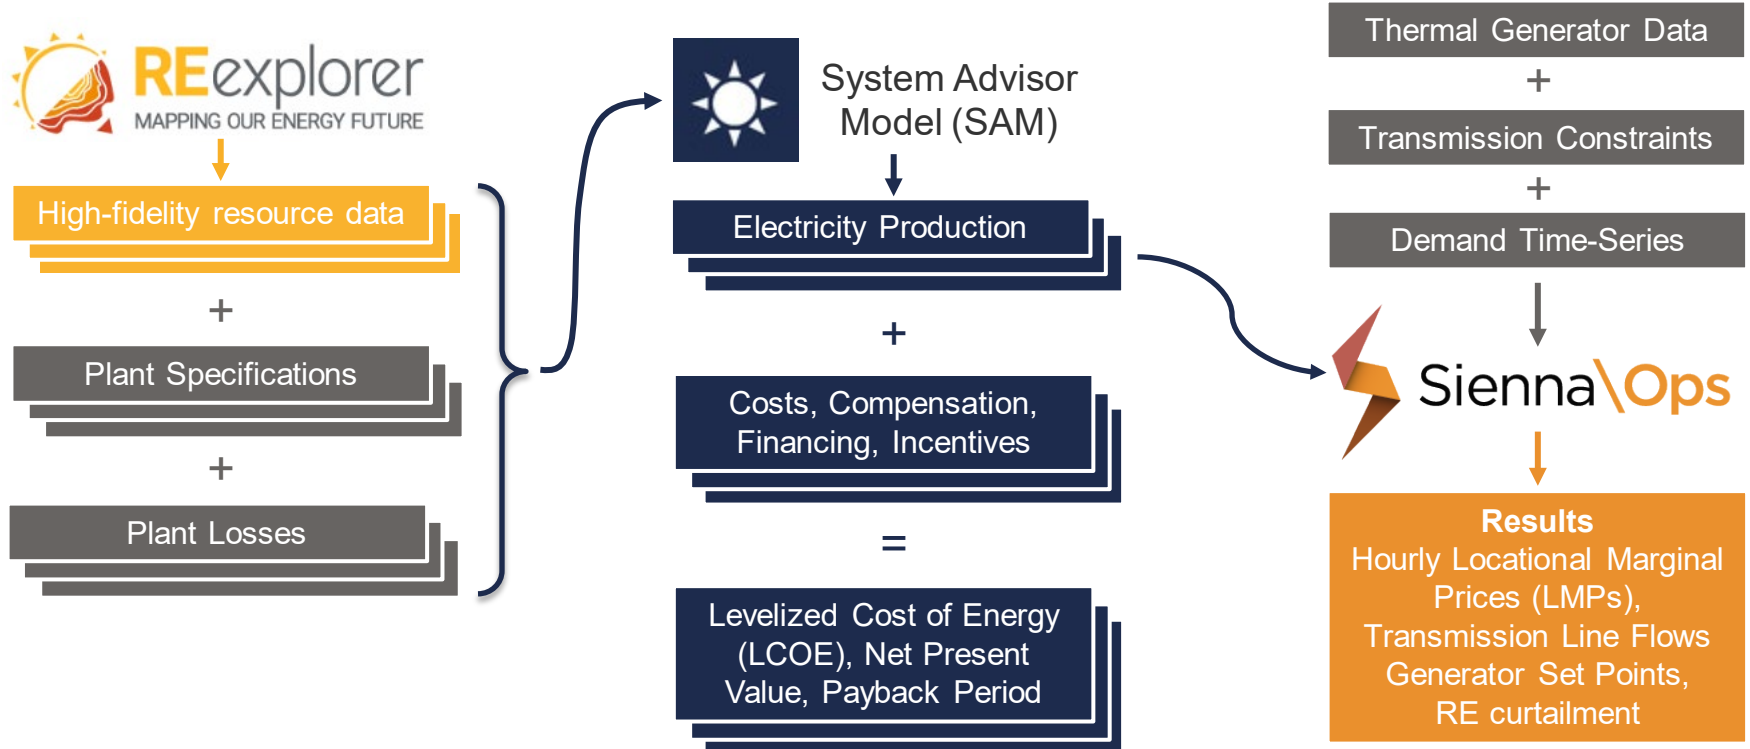 REexplorer
MAPPING OUR ENERGY FUTURE
High-fidelity resource data
+
Plant Specifications
+
Plant Losses
System Advisor
Model (SAM)
Electricity Production
+
Costs, Compensation,
Financing, Incentives
=
Levelized Cost of Energy
(LCOE), Net Present
Value, Payback Period
Thermal Generator Data
+
Transmission Constraints
+
Demand Time-Series
Sienna\Ops
Results
Hourly Locational Marginal
Prices (LMPs),
Transmission Line Flows
Generator Set Points,
RE curtailment